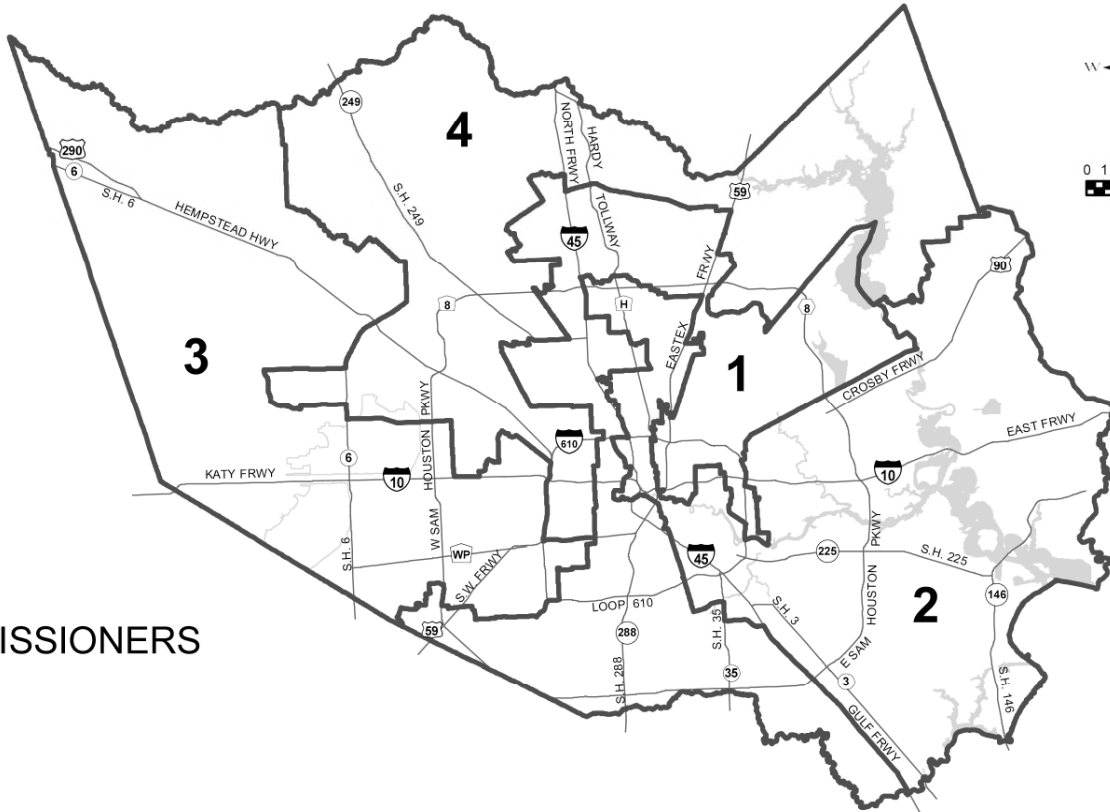 W
0 1
4
249
NORTH FRWY
HARDY
TOLLWAY
290
6
S.H. 6
HEMPSTEAD HWY
S.H. 249
59
45
FRWY
EASTEX
90
8
H
8
3
1
CROSBY FRWY
HOUSTON PKWY
W SAM
610
EAST FRWY
6
KATY FRWY
10
10
S.H. 6
WP
S.W. FRWY
45
225
S.H. 225
HOUSTON PKWY
E SAM
146
S.H. 146
2
LOOP 610
S.H. 3
59
288
S.H. 288
S.H. 35
35
3
GULF FRWY
ISSIONERS